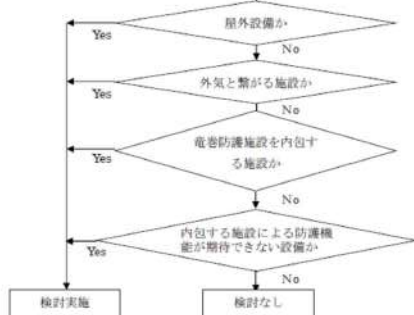 屋外設備か
Yes
No
外気と繋がる施設か
Yes
No
竜巻防護施設を内包す
る施設か
Yes
No
内包する施設による防護機
能が期待できない設備か
Yes
No
検討実施
検討なし